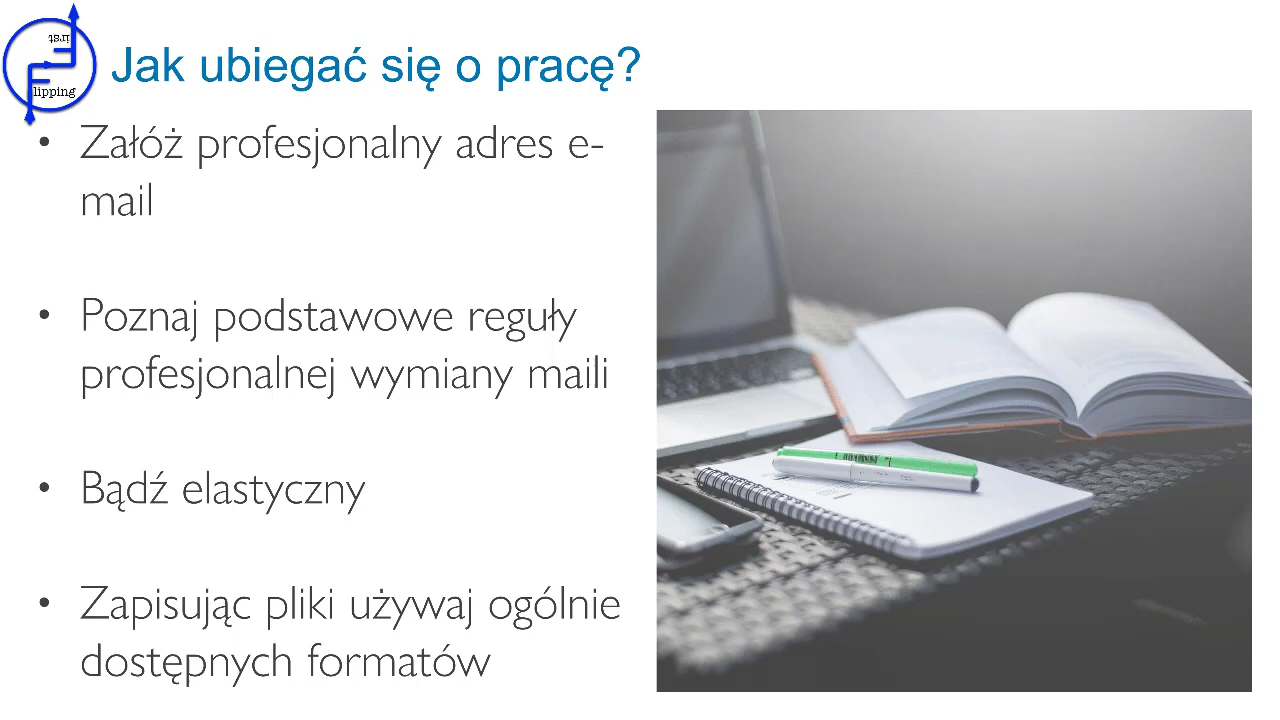 first
Flipping
Jak ubiegać się o pracę?
• Załóż profesjonalny adres e-
mail
• Poznaj podstawowe reguły
profesjonalnej wymiany maili
• Bądź elastyczny
• Zapisując pliki używaj ogólnie
dostępnych formatów